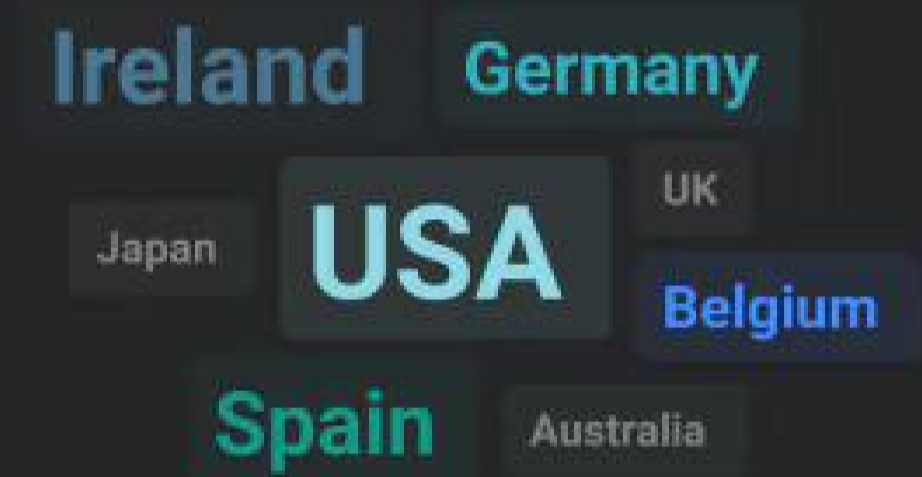 Ireland
Germany
UK
Japan
USA
Belgium
Spain
Australia